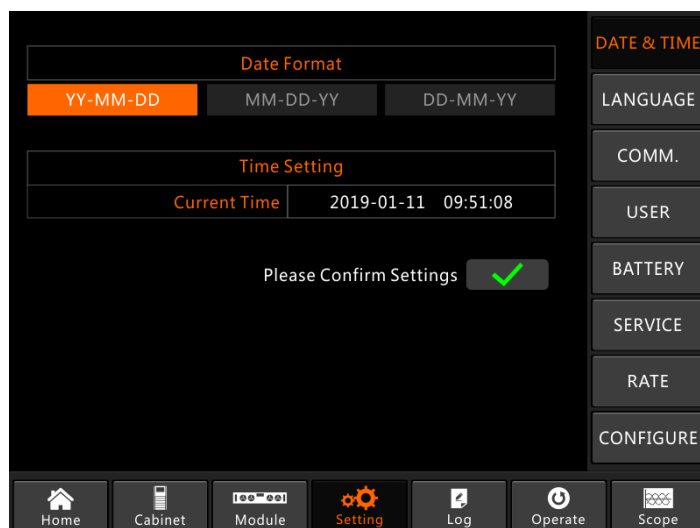 Date Format
YY-MM-DD MM-DD-YY DD-MM-YY
Time Setting
Current Time 2019-01-11 09:51:08
Please Confirm Settings
DATE & TIME
LANGUAGE
COMM.
USER
BATTERY
SERVICE
RATE
CONFIGURE
Home Cabinet Module Setting Log Operate Scope